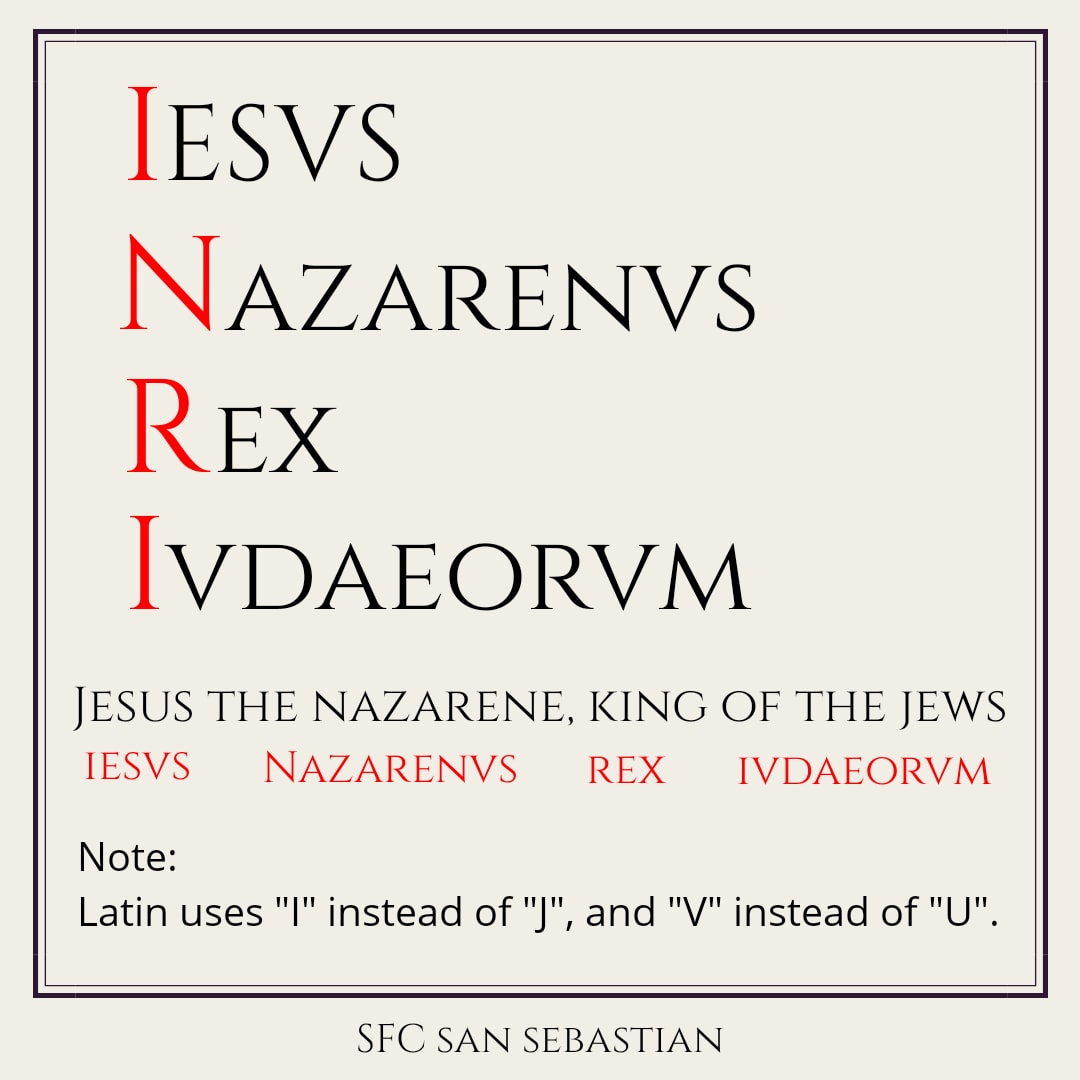 IESVS
NAZARENVS
REX
IVDAEORVM
JESUS THE NAZARENE, KING OF THE JEWS
IESVS NAZARENVS REX IVDAEORVM
Note:
Latin uses "I" instead of "J", and "V" instead of "U".
SFC SAN SEBASTIAN